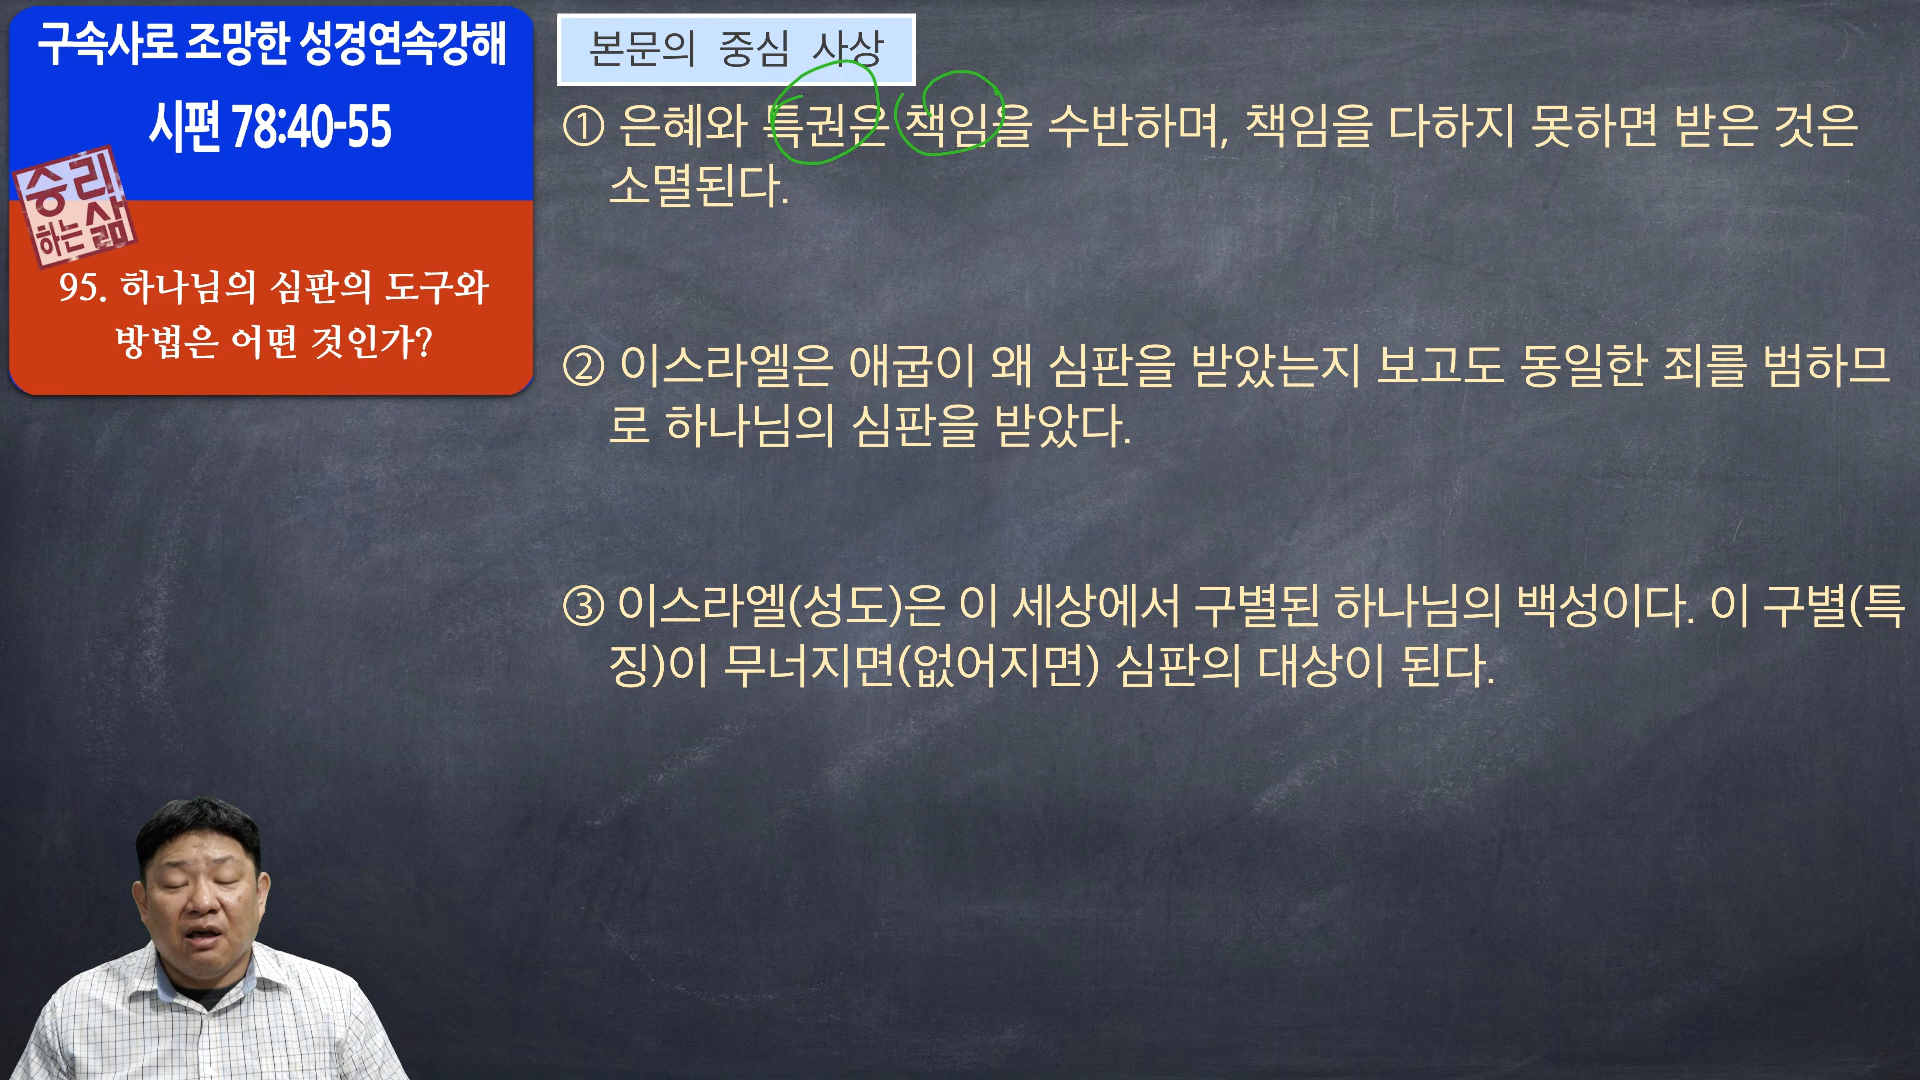 구속사로 조망한 성경연속강해
시편 78:40-55
승리
하는 삶
95. 하나님의 심판의 도구와
방법은 어떤 것인가?
본문의 중심 사상
① 은혜와 특권은 책임을 수반하며, 책임을 다하지 못하면 받은 것은
소멸된다.
② 이스라엘은 애굽이 왜 심판을 받았는지 보고도 동일한 죄를 범하므
로 하나님의 심판을 받았다.
③ 이스라엘(성도)은 이 세상에서 구별된 하나님의 백성이다. 이 구별(특
징)이 무너지면(없어지면) 심판의 대상이 된다.